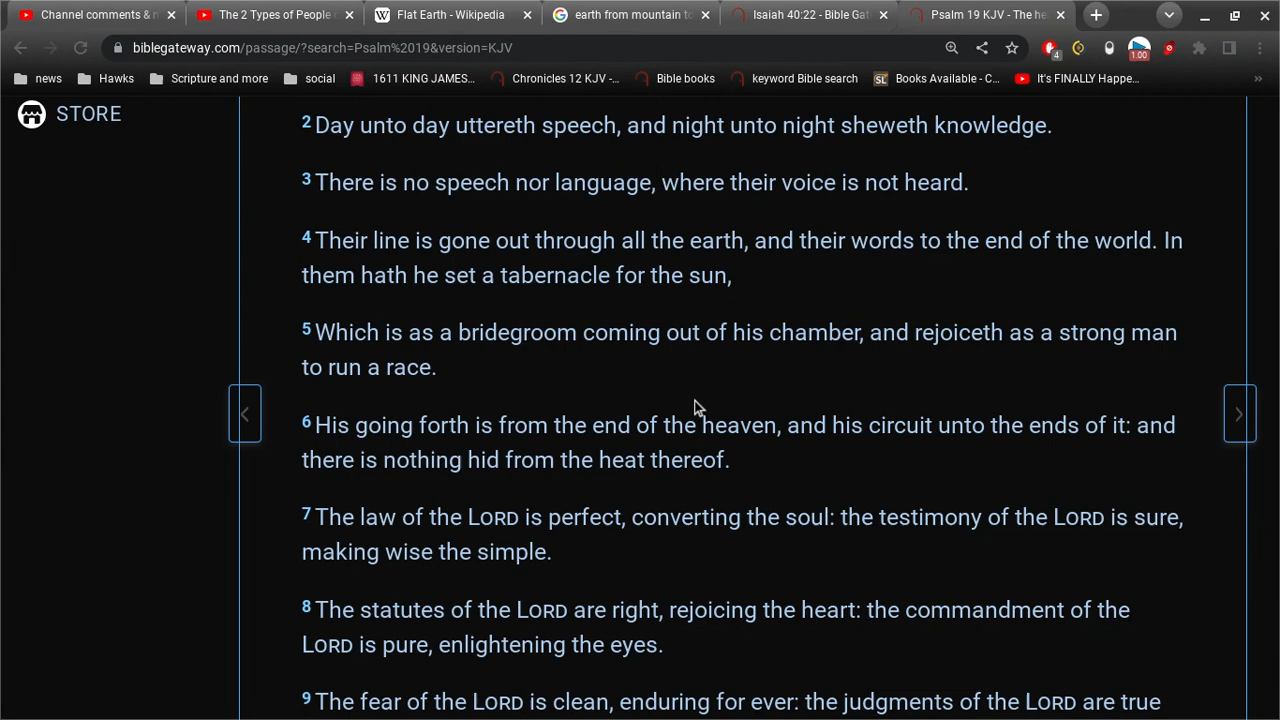 Channel comments & n
The 2 Types of People
Flat Earth - Wikipedia
earth from mountain to
Isaiah 40:22 - Bible Gat
Psalm 19 KJV - The hea
biblegateway.com/passage/?search=Psalm%2019&version=KJV
4
1.00
news
Hawks
Scripture and more
social
1611 KING JAMES...
Chronicles 12 KJV -...
Bible books
keyword Bible search
SL
Books Available - C...
It's FINALLY Happe...
»
STORE
2 Day unto day uttereth speech, and night unto night sheweth knowledge.
3 There is no speech nor language, where their voice is not heard.
4 Their line is gone out through all the earth, and their words to the end of the world. In
them hath he set a tabernacle for the sun,
5 Which is as a bridegroom coming out of his chamber, and rejoiceth as a strong man
to run a race.
6 His going forth is from the end of the heaven, and his circuit unto the ends of it: and
there is nothing hid from the heat thereof.
7 The law of the LORD is perfect, converting the soul: the testimony of the LORD is sure,
making wise the simple.
8 The statutes of the LORD are right, rejoicing the heart: the commandment of the
LORD is pure, enlightening the eyes.
9 The fear of the LORD is clean, enduring for ever: the judgments of the LORD are true